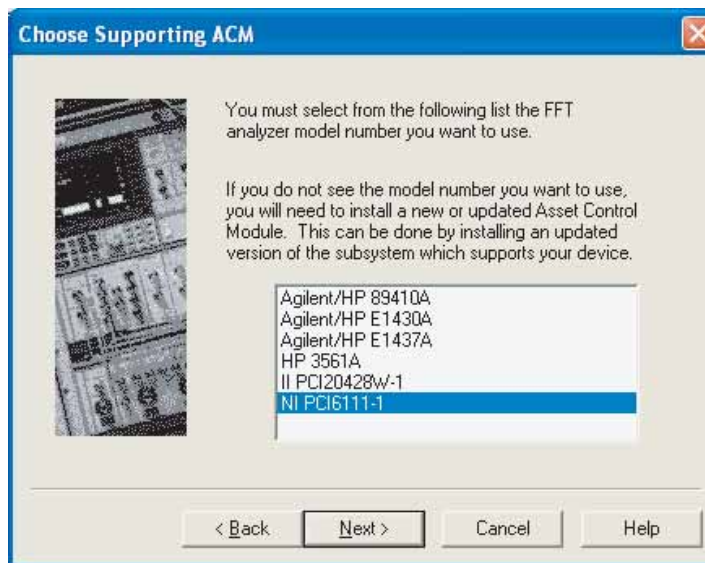 Choose Supporting ACM
You must select from the following list the FFT
analyzer model number you want to use.
If you do not see the model number you want to use,
you will need to install a new or updated Asset Control
Module. This can be done by installing an updated
version of the subsystem which supports your device.
Agilent/HP 89410A
Agilent/HP E1430A
Agilent/HP E1437A
HP 3561A
II PCI20428W-1
NI PCI6111-1
< Back
Next >
Cancel
Help